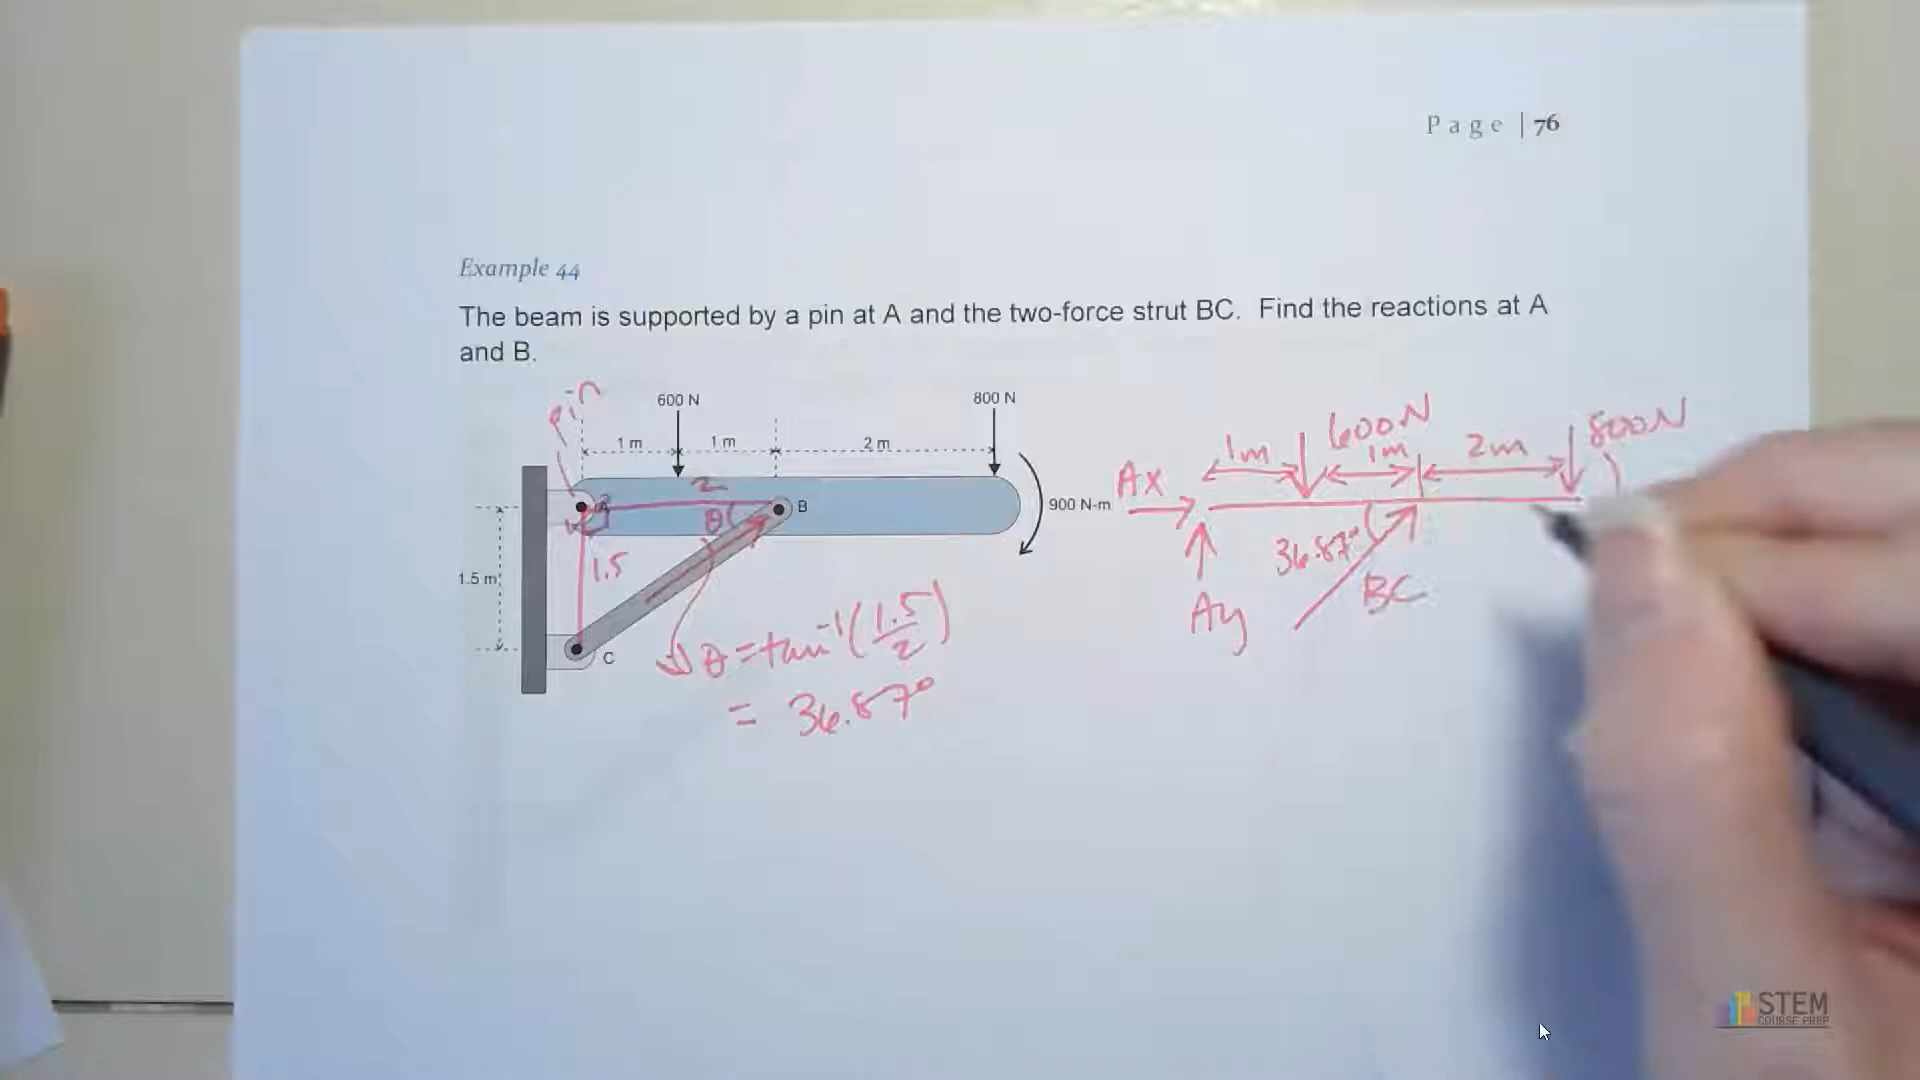 Page | 76
Example 44
The beam is supported by a pin at A and the two-force strut BC. Find the reactions at A
and B.
pin
600 N
800 N
1 m
1 m
2 m
A
2
θ
B
900 N-m
1.5 m
1.5
C
θ = tan⁻¹(1.5/2)
= 36.87°
Ax
Ay
1m
600N
1m
2m
800N
36.87°
BC
STEM
COURSE PREP